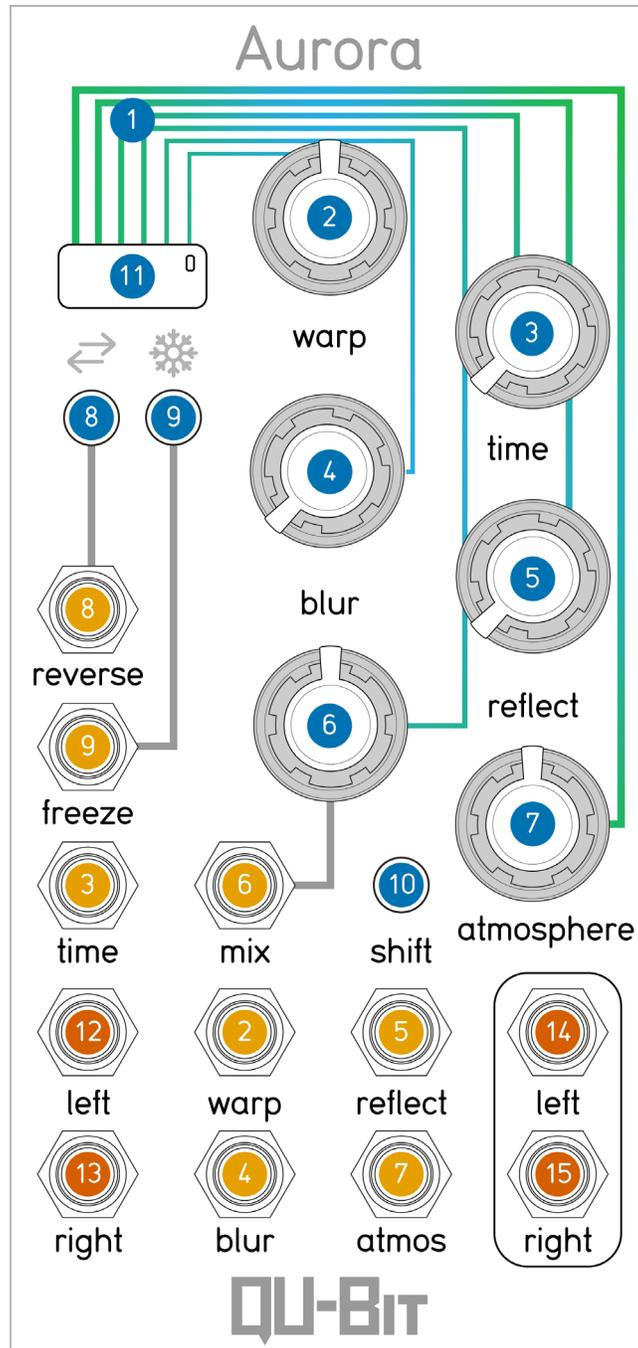 Aurora
1
2
11
warp
3
8
9
4
time
5
8
blur
reverse
6
reflect
9
freeze
7
3
6
10
time
mix
shift
atmosphere
12
2
5
14
left
warp
reflect
left
13
4
7
15
right
blur
atmos
right
QU-BIT